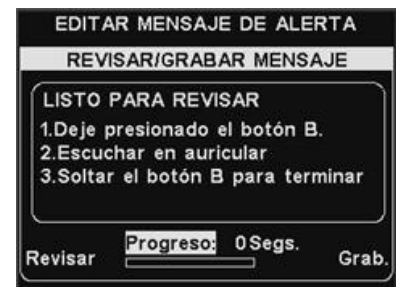 EDITAR MENSAJE DE ALERTA
REVISAR/GRABAR MENSAJE
LISTO PARA REVISAR
1.Deje presionado el botón B.
2.Escuchar en auricular
3.Soltar el botón B para terminar
Progreso: 0Segs.
Revisar Grab.